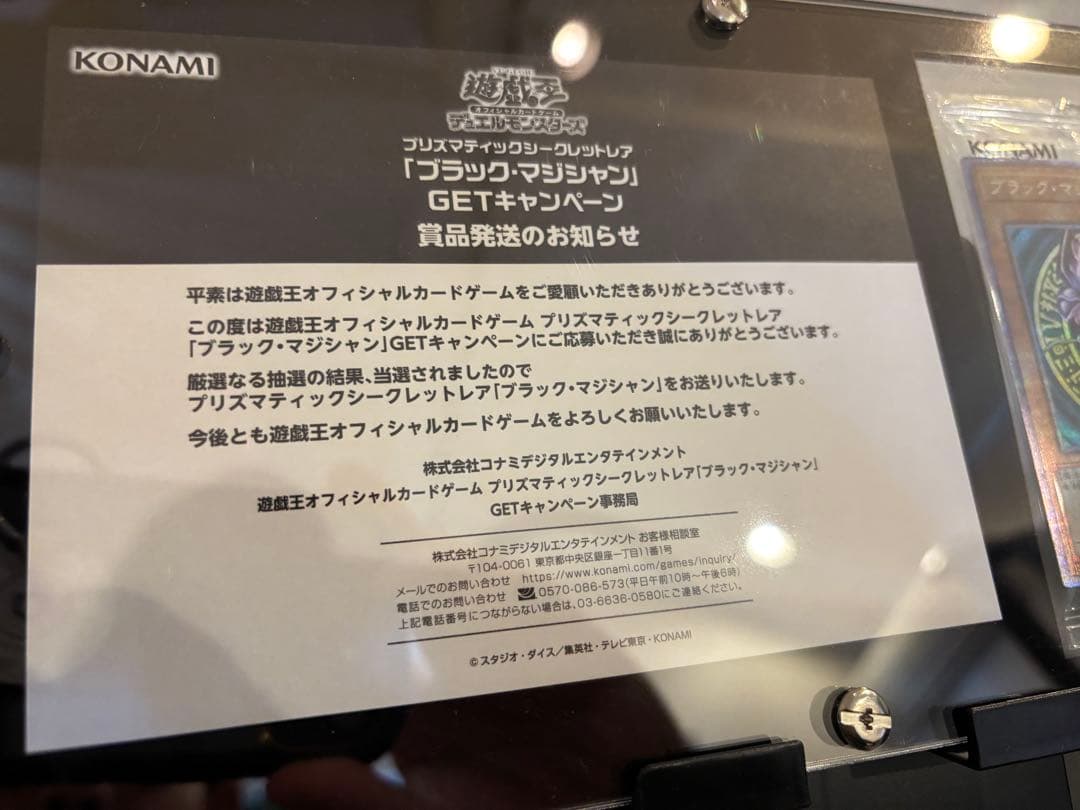 KONAMI
遊戯王
オフィシャルカードゲーム
デュエルモンスターズ
プリズマティックシークレットレア
「ブラック・マジシャン」
GETキャンペーン
賞品発送のお知らせ
平素は遊戯王オフィシャルカードゲームをご愛顧いただきありがとうございます。
この度は遊戯王オフィシャルカードゲーム プリズマティックシークレットレア
「ブラック・マジシャン」GETキャンペーンにご応募いただき誠にありがとうございます。
厳選なる抽選の結果、当選されましたので
プリズマティックシークレットレア「ブラック・マジシャン」をお送りいたします。
今後とも遊戯王オフィシャルカードゲームをよろしくお願いいたします。
株式会社コナミデジタルエンタテインメント
遊戯王オフィシャルカードゲーム プリズマティックシークレットレア「ブラック・マジシャン」
GETキャンペーン事務局
株式会社コナミデジタルエンタテインメント お客様相談室
〒104-0061 東京都中央区銀座一丁目11番1号
メールでのお問い合わせ https://www.konami.com/games/inquiry/
電話でのお問い合わせ 0570-086-573(平日午前10時〜午後6時)
上記電話番号につながらない場合は、03-6636-0580にご連絡ください。
©スタジオ・ダイス/集英社・テレビ東京・KONAMI
KONAMI
ブラック・マ